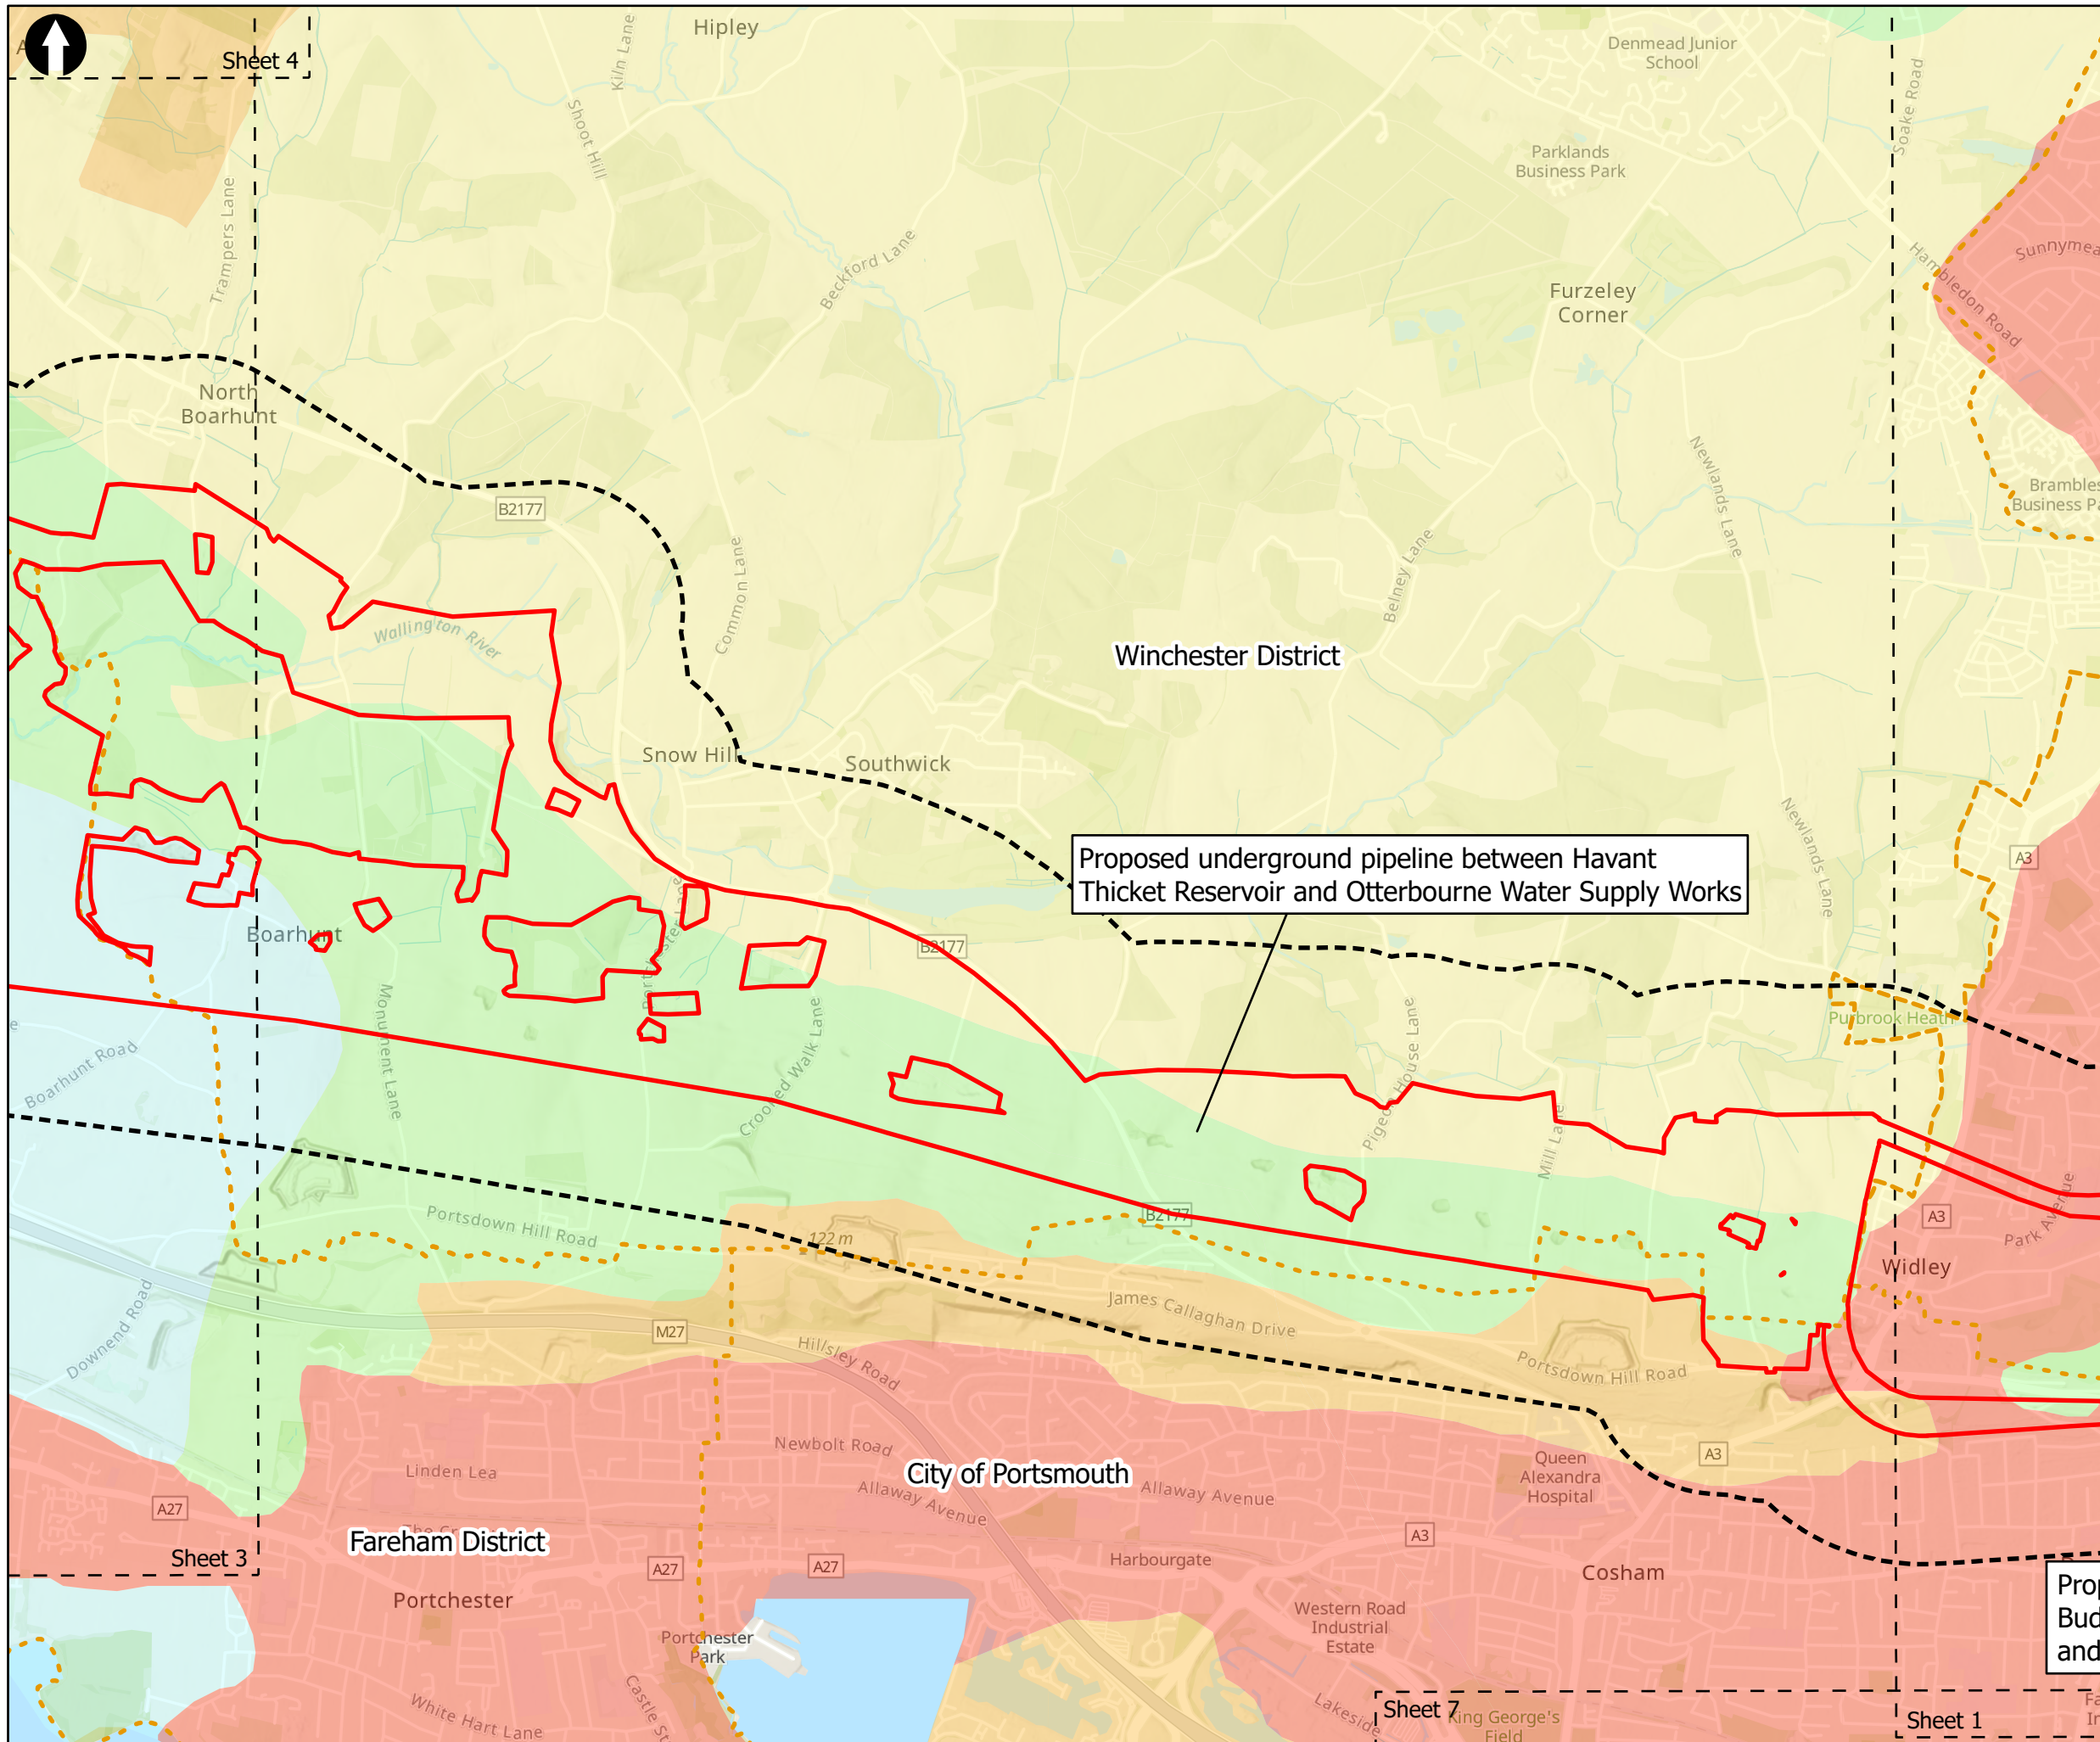 Hipley
Denmead Junior
School
Sheet 4
Kiln Lane
Soake Road
Shoot Hill
Parklands
Business Park
Trampers Lane
Beckford Lane
Hambledon Road
Furzeley
Corner
North
Boarhunt
B2177
Newlands Lane
Business
Common Lane
Belney Lane
Wallington River
Winchester District
Snow Hill
Southwick
Newlands Lane
Proposed underground pipeline between Havant
Thicket Reservoir and Otterbourne Water Supply Works
A3
Boarhunt
B2177
Monument Lane
Crooked Walk Lane
Pigeon House Lane
Purbrook Heath
Boarhunt Road
Mill Lane
Portsdown Hill Road
B2177
A3
Park Avenue
122 m
Widley
James Callaghan Drive
Downend Road
M27
Hillsley Road
Portsdown Hill Road
Newbolt Road
A3
Linden Lea
City of Portsmouth
Queen
Alexandra
Hospital
Allaway Avenue
Allaway Avenue
A27
Fareham District
A3
Sheet 3
A27
A27
Harbourgate
Cosham
Portchester
Western Road
Industrial
Estate
Portchester
Park
and
White Hart Lane
Lakeside
Sheet 7
King George's
Field
Sheet 1